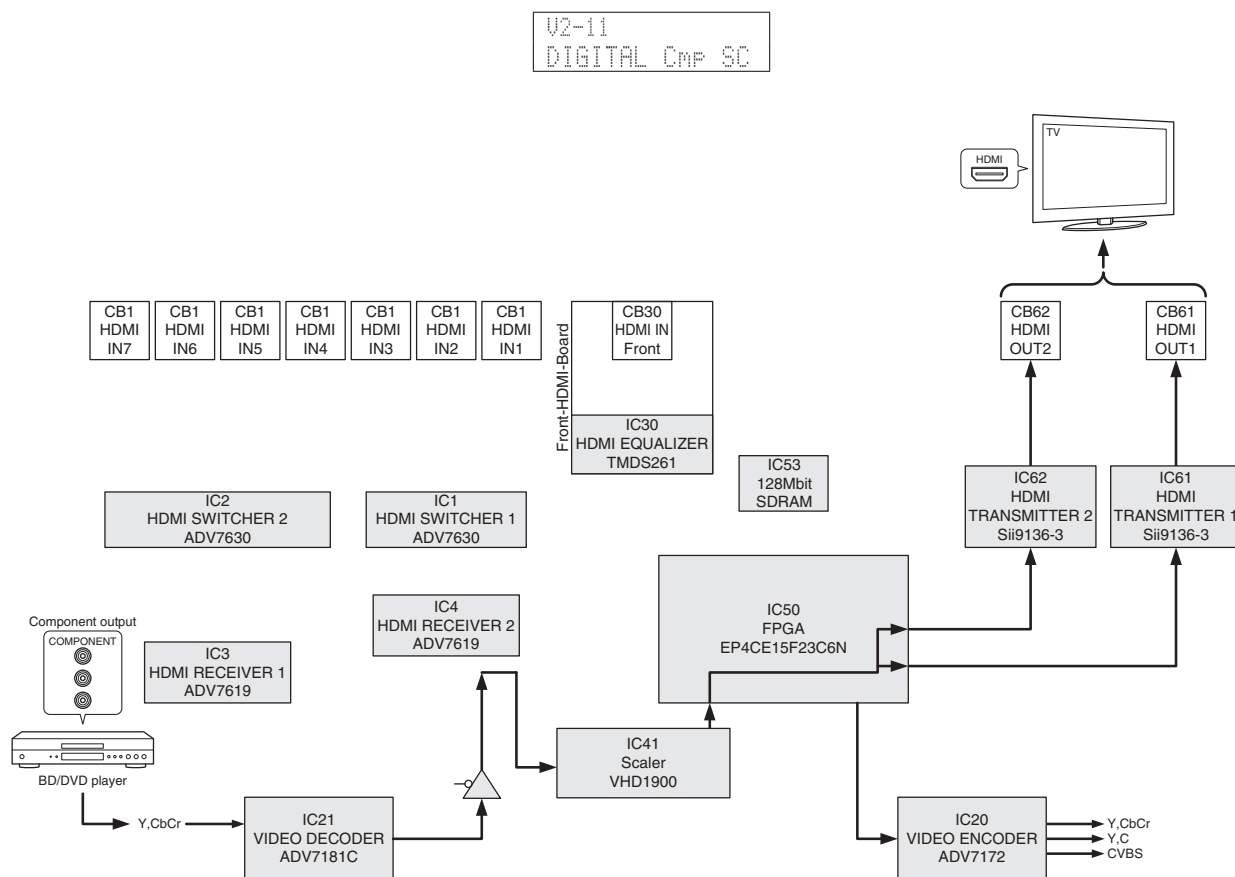 V2-11
DIGITAL Cmp SC
TV
HDMI
CB1
HDMI
IN7
CB1
HDMI
IN6
CB1
HDMI
IN5
CB1
HDMI
IN4
CB1
HDMI
IN3
CB1
HDMI
IN2
CB1
HDMI
IN1
CB30
HDMI IN
Front
Front-HDMI-Board
CB62
HDMI
OUT2
CB61
HDMI
OUT1
IC30
HDMI EQUALIZER
TMDS261
IC53
128Mbit
SDRAM
IC62
HDMI
TRANSMITTER 2
Sii9136-3
IC61
HDMI
TRANSMITTER 1
Sii9136-3
IC2
HDMI SWITCHER 2
ADV7630
IC1
HDMI SWITCHER 1
ADV7630
IC50
FPGA
EP4CE15F23C6N
IC4
HDMI RECEIVER 2
ADV7619
Component output
COMPONENT
IC3
HDMI RECEIVER 1
ADV7619
IC41
Scaler
VHD1900
BD/DVD player
Y,CbCr
IC21
VIDEO DECODER
ADV7181C
IC20
VIDEO ENCODER
ADV7172
Y,CbCr
Y,C
CVBS